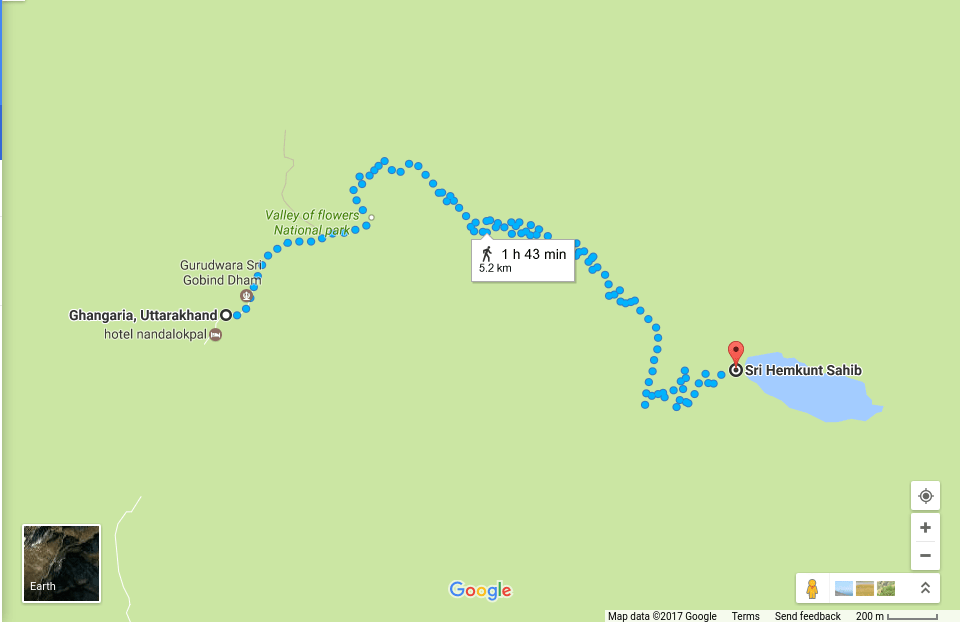 Valley of flowers
National park
Gurudwara Sri
Gobind Dham
1 h 43 min
5.2 km
Ghangaria, Uttarakhand
hotel nandalokpal
Sri Hemkunt Sahib
Earth
Google
Map data ©2017 Google Terms Send feedback 200 m